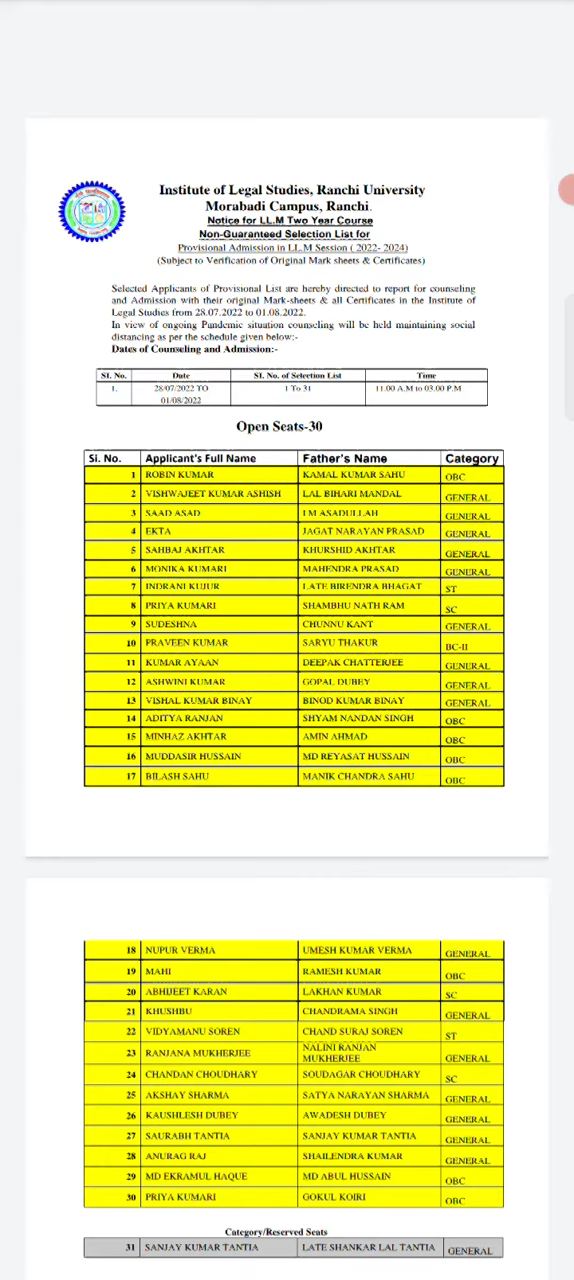 Institute of Legal Studies, Ranchi University
Morabadi Campus, Ranchi.
Notice for LL.M Two Year Course
Non-Guaranteed Selection List for
Provisional Admission in LL.M Session ( 2022- 2024)
(Subject to Verification of Original Mark sheets & Certificates)
Selected Applicants of Provisional List are hereby directed to report for counseling
and Admission with their original Mark-sheets & all Certificates in the Institute of
Legal Studies from 28.07.2022 to 01.08.2022.
In view of ongoing Pandemic situation counseling will be held maintaining social
distancing as per the schedule given below:-
Dates of Counseling and Admission:-
SI. No. Date SI. No. of Selection List Time
1. 28/07/2022 TO 1 To 31 11.00 A.M to 03.00 P.M
01/08/2022
Open Seats-30
Si. No. Applicant's Full Name Father's Name Category
1 ROBIN KUMAR KAMAL KUMAR SAHU OBC
2 VISHWAJEET KUMAR ASHISH LAL BIHARI MANDAL GENERAL
3 SAAD ASAD I M ASADULLAH GENERAL
4 EKTA JAGAT NARAYAN PRASAD GENERAL
5 SAHBAJ AKHTAR KHURSHID AKHTAR GENERAL
6 MONIKA KUMARI MAHENDRA PRASAD GENERAL
7 INDRANI KUJUR LATE BIRENDRA BHAGAT ST
8 PRIYA KUMARI SHAMBHU NATH RAM SC
9 SUDESHNA CHUNNU KANT GENERAL
10 PRAVEEN KUMAR SARYU THAKUR BC-II
11 KUMAR AYAAN DEEPAK CHATTERJEE GENERAL
12 ASHWINI KUMAR GOPAL DUBEY GENERAL
13 VISHAL KUMAR BINAY BINOD KUMAR BINAY GENERAL
14 ADITYA RANJAN SHYAM NANDAN SINGH OBC
15 MINHAZ AKHTAR AMIN AHMAD OBC
16 MUDDASIR HUSSAIN MD REYASAT HUSSAIN OBC
17 BILASH SAHU MANIK CHANDRA SAHU OBC
18 NUPUR VERMA UMESH KUMAR VERMA GENERAL
19 MAHI RAMESH KUMAR OBC
20 ABHIJEET KARAN LAKHAN KUMAR SC
21 KHUSHBU CHANDRAMA SINGH GENERAL
22 VIDYAMANU SOREN CHAND SURAJ SOREN ST
23 RANJANA MUKHERJEE NALINI RANJAN MUKHERJEE GENERAL
24 CHANDAN CHOUDHARY SOUDAGAR CHOUDHARY SC
25 AKSHAY SHARMA SATYA NARAYAN SHARMA GENERAL
26 KAUSHLESH DUBEY AWADESH DUBEY GENERAL
27 SAURABH TANTIA SANJAY KUMAR TANTIA GENERAL
28 ANURAG RAJ SHAILENDRA KUMAR GENERAL
29 MD EKRAMUL HAQUE MD ABUL HUSSAIN OBC
30 PRIYA KUMARI GOKUL KOIRI OBC
Category/Reserved Seats
31 SANJAY KUMAR TANTIA LATE SHANKAR LAL TANTIA GENERAL